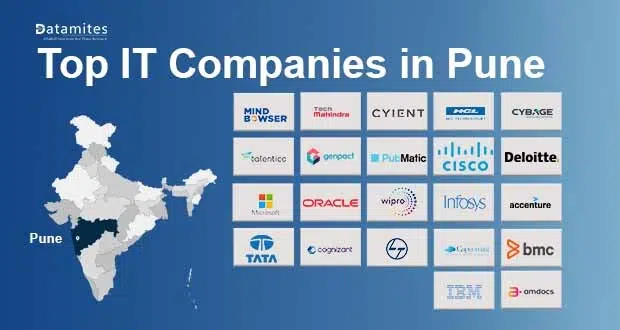 Datamites
Top IT Companies in Pune
MIND
BOWSER
Tech
Mahindra
CYIENT
HCL
CYBAGE
talentica
genpact
PubMatic
CISCO
Deloitte.
Microsoft
ORACLE
wipro
Infosys
accenture
Pune
TATA
cognizant
Capgemini
bmc
IBM
amdocs